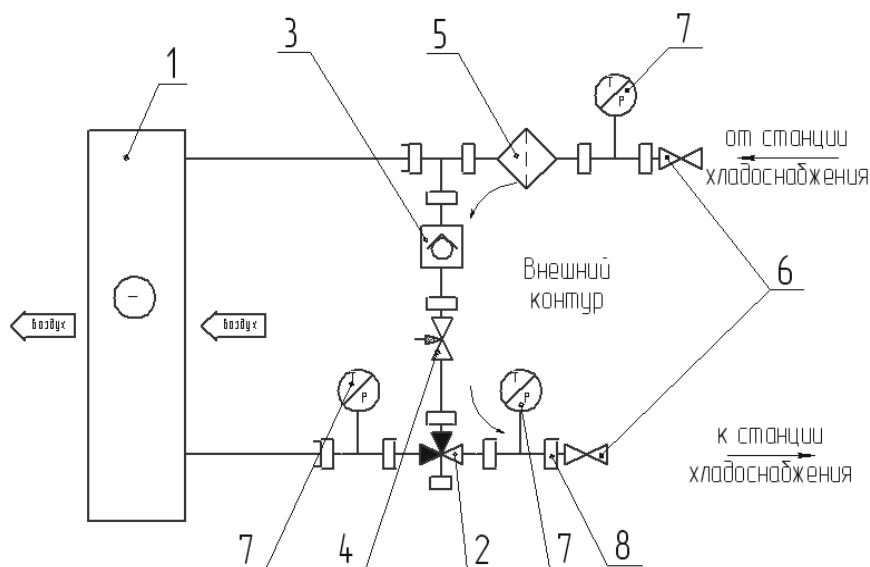 1
3
5
7
T
P
от станции
хладоснабжения
Внешний
контур
6
–
воздух
воздух
T
P
T
P
к станции
хладоснабжения
7
4
2
7
8